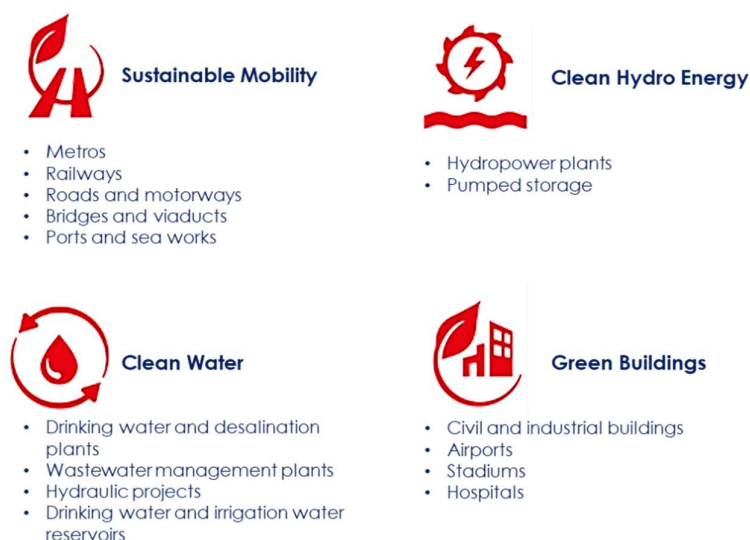 Sustainable Mobility
• Metros
• Railways
• Roads and motorways
• Bridges and viaducts
• Ports and sea works
Clean Hydro Energy
• Hydropower plants
• Pumped storage
Clean Water
• Drinking water and desalination
plants
• Wastewater management plants
• Hydraulic projects
• Drinking water and irrigation water
reservoirs
Green Buildings
• Civil and industrial buildings
• Airports
• Stadiums
• Hospitals